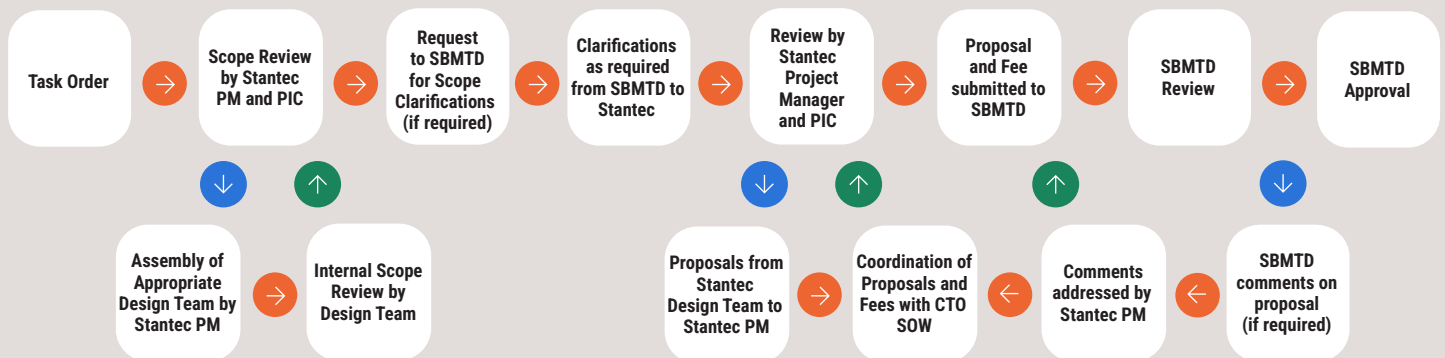 Task Order
Scope Review
by Stantec
PM and PIC
Request
to SBMTD
for Scope
Clarifications
(if required)
Clarifications
as required
from SBMTD to
Stantec
Review by
Stantec
Project
Manager
and PIC
Proposal
and Fee
submitted to
SBMTD
SBMTD
Review
SBMTD
Approval
Assembly of
Appropriate
Design Team by
Stantec PM
Internal Scope
Review by
Design Team
Proposals from
Stantec
Design Team to
Stantec PM
Coordination of
Proposals and
Fees with CTO
SOW
Comments
addressed by
Stantec PM
SBMTD
comments on
proposal
(if required)